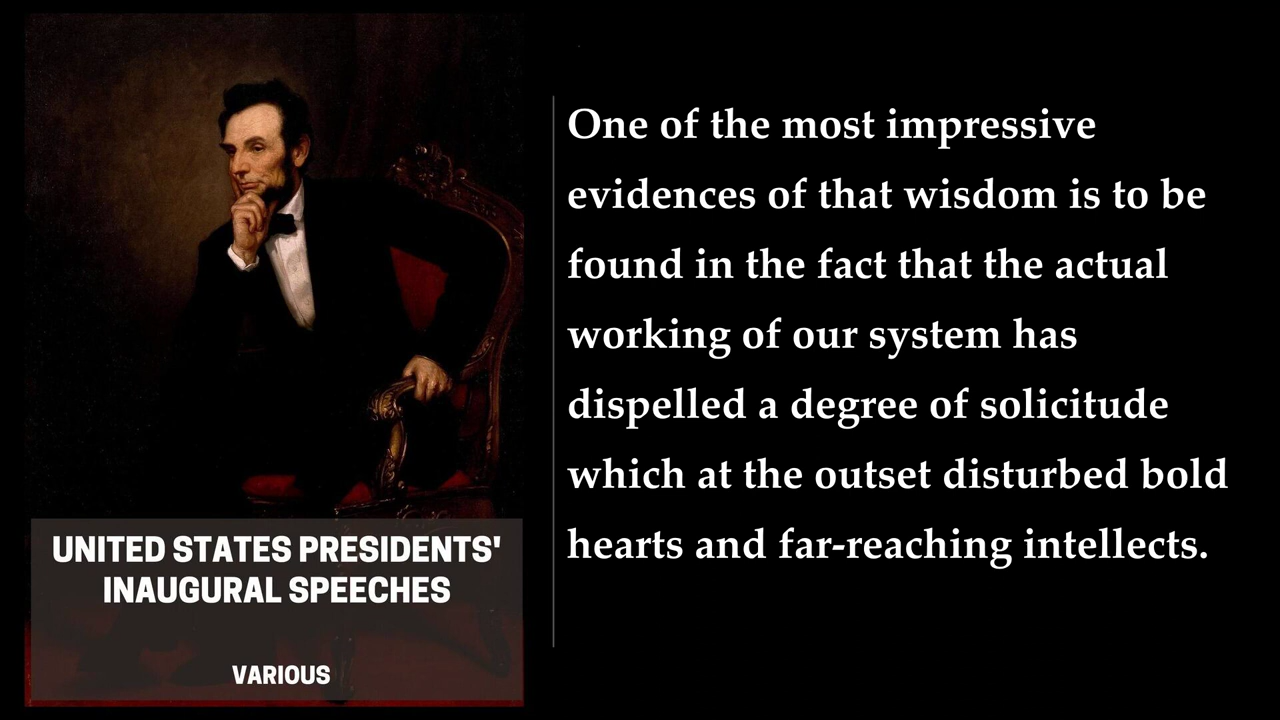 UNITED STATES PRESIDENTS'
INAUGURAL SPEECHES
VARIOUS
One of the most impressive
evidences of that wisdom is to be
found in the fact that the actual
working of our system has
dispelled a degree of solicitude
which at the outset disturbed bold
hearts and far-reaching intellects.